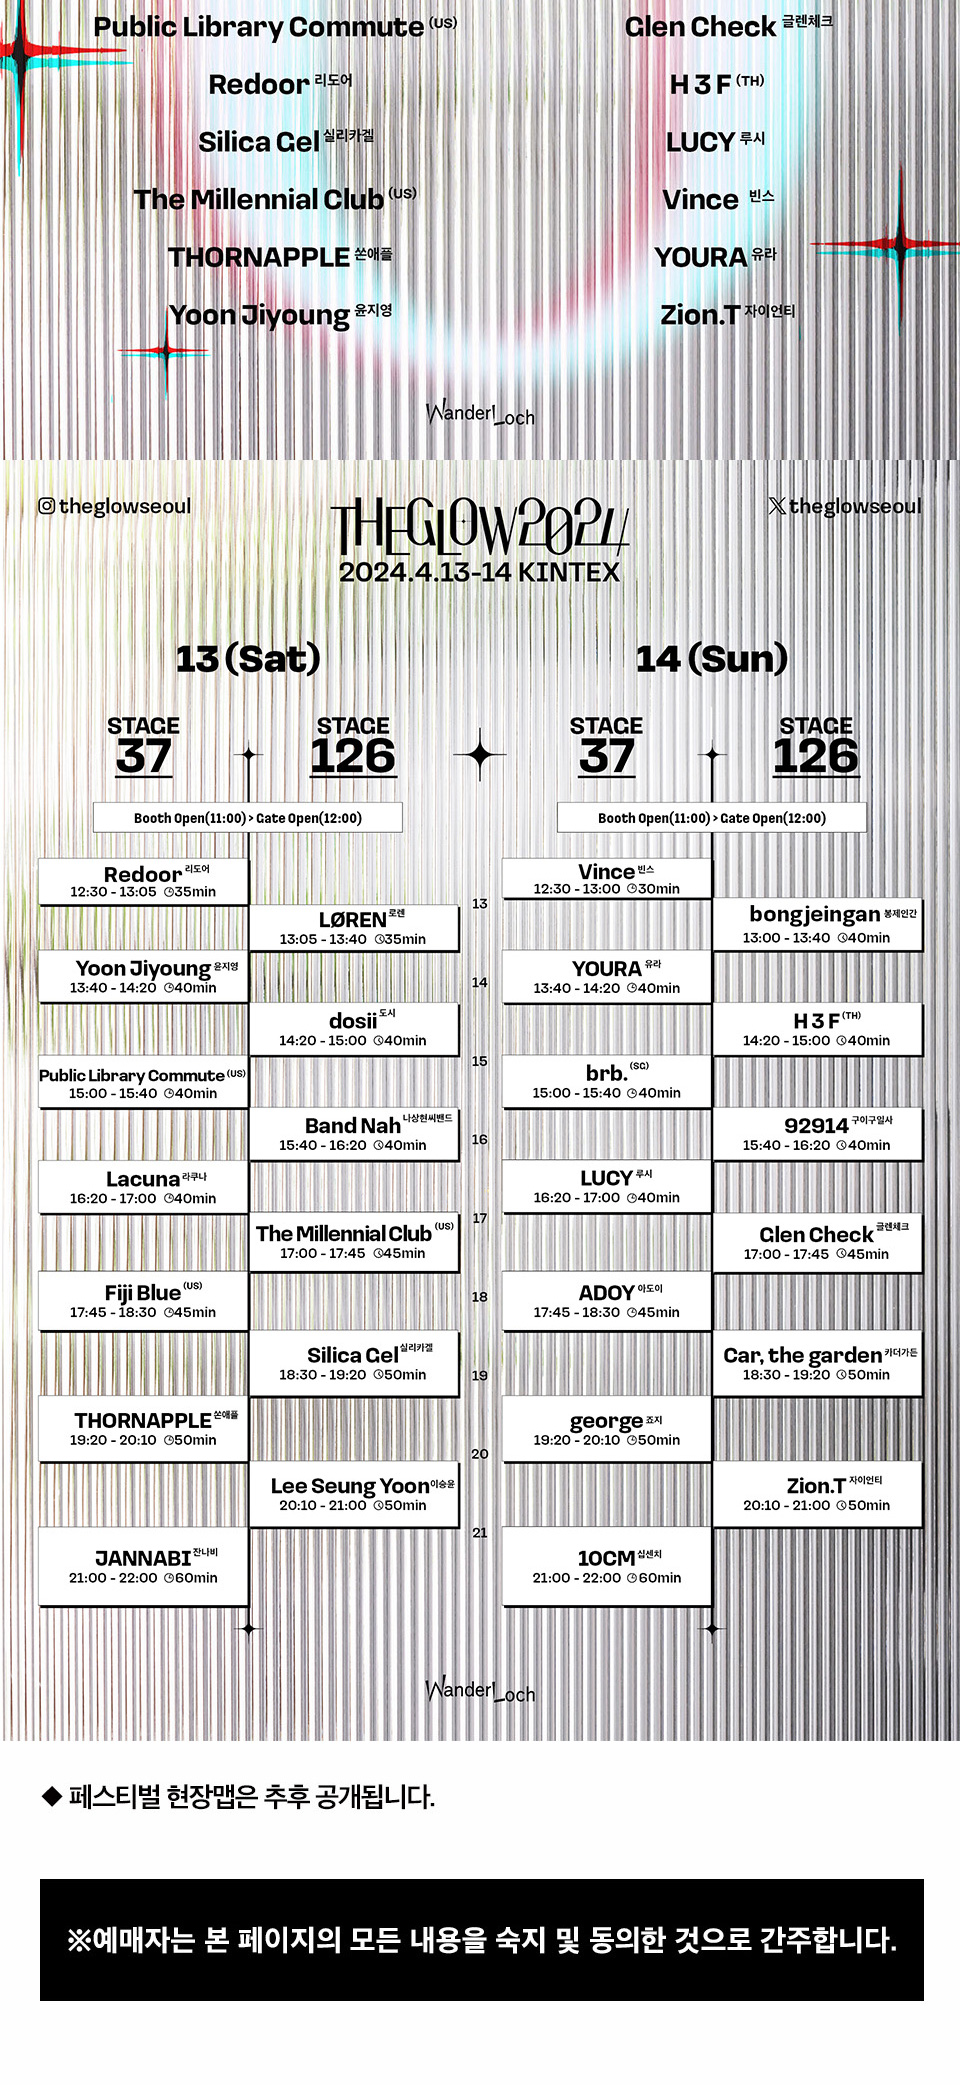 Public Library Commute (US)
Glen Check 글렌체크
Redoor 리도어
H 3 F (TH)
Silica Gel 실리카겔
LUCY 루시
The Millennial Club (US)
Vince 빈스
THORNAPPLE 쏜애플
YOURA 유라
Yoon Jiyoung 윤지영
Zion.T 자이언티
WanderLoch
theglowseoul
THE GLOW 2024
theglowseoul
2024.4.13-14 KINTEX
13 (Sat)
14 (Sun)
STAGE
37
STAGE
126
STAGE
37
STAGE
126
Booth Open(11:00) > Gate Open(12:00)
Booth Open(11:00) > Gate Open(12:00)
Redoor 리도어
12:30 - 13:05 35min
Vince 빈스
12:30 - 13:00 30min
13
LØREN 로렌
13:05 - 13:40 35min
bongjeingan 봉제인간
13:00 - 13:40 40min
Yoon Jiyoung 윤지영
13:40 - 14:20 40min
14
YOURA 유라
13:40 - 14:20 40min
dosii 도시
14:20 - 15:00 40min
H 3 F (TH)
14:20 - 15:00 40min
15
Public Library Commute (US)
15:00 - 15:40 40min
brb. (SG)
15:00 - 15:40 40min
Band Nah 나상현씨밴드
15:40 - 16:20 40min
16
92914 구이구일사
15:40 - 16:20 40min
Lacuna 라쿠나
16:20 - 17:00 40min
LUCY 루시
16:20 - 17:00 40min
17
The Millennial Club (US)
17:00 - 17:45 45min
Glen Check 글렌체크
17:00 - 17:45 45min
Fiji Blue (US)
17:45 - 18:30 45min
18
ADOY 아도이
17:45 - 18:30 45min
Silica Gel 실리카겔
18:30 - 19:20 50min
19
Car, the garden 카더가든
18:30 - 19:20 50min
THORNAPPLE 쏜애플
19:20 - 20:10 50min
george 죠지
19:20 - 20:10 50min
20
Lee Seung Yoon 이승윤
20:10 - 21:00 50min
Zion.T 자이언티
20:10 - 21:00 50min
21
JANNABI 잔나비
21:00 - 22:00 60min
10CM 십센치
21:00 - 22:00 60min
WanderLoch
◆ 페스티벌 현장맵은 추후 공개됩니다.
※예매자는 본 페이지의 모든 내용을 숙지 및 동의한 것으로 간주합니다.